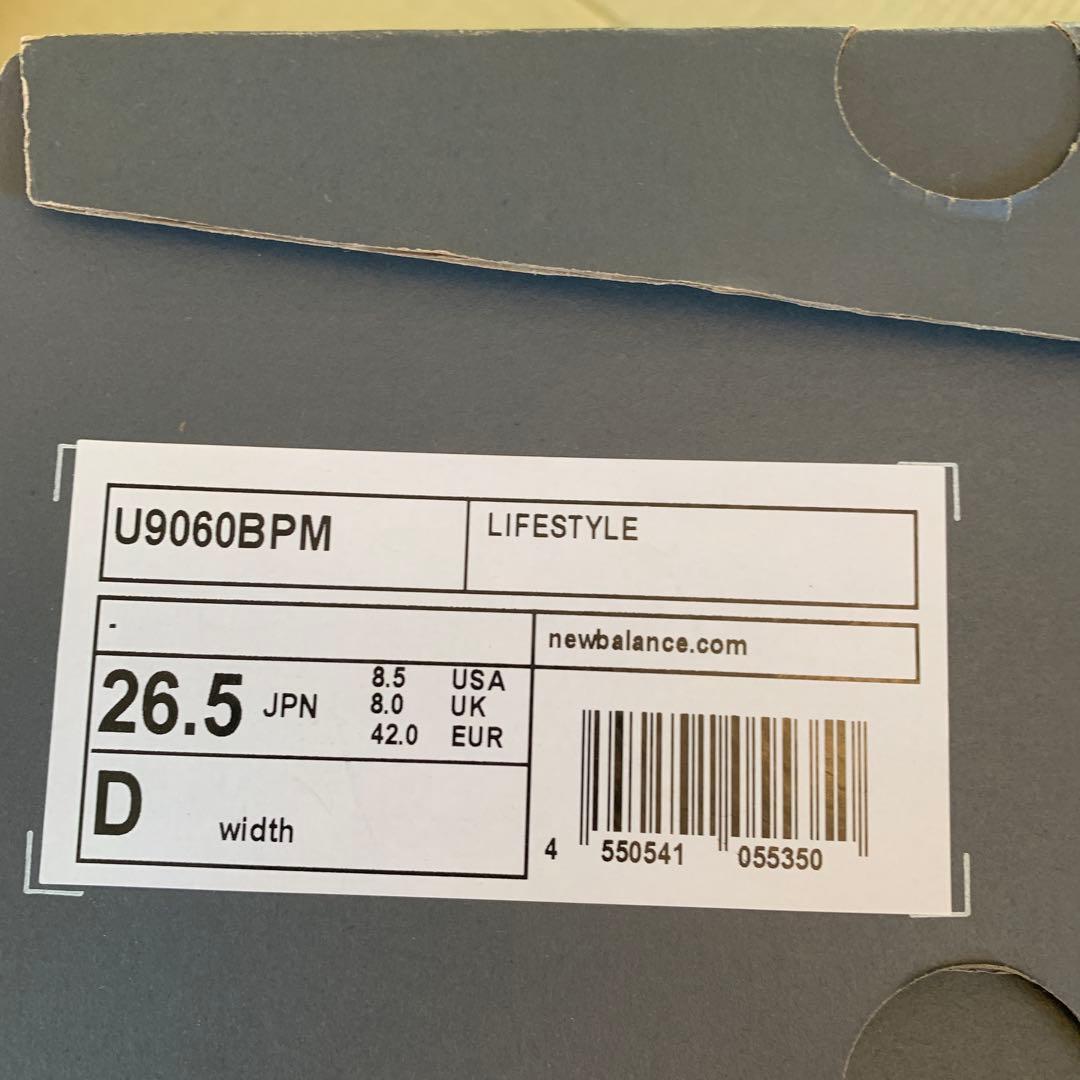 U9060BPM
LIFESTYLE
-
newbalance.com
26.5 JPN
8.5 USA
8.0 UK
42.0 EUR
D width
4 550541 055350